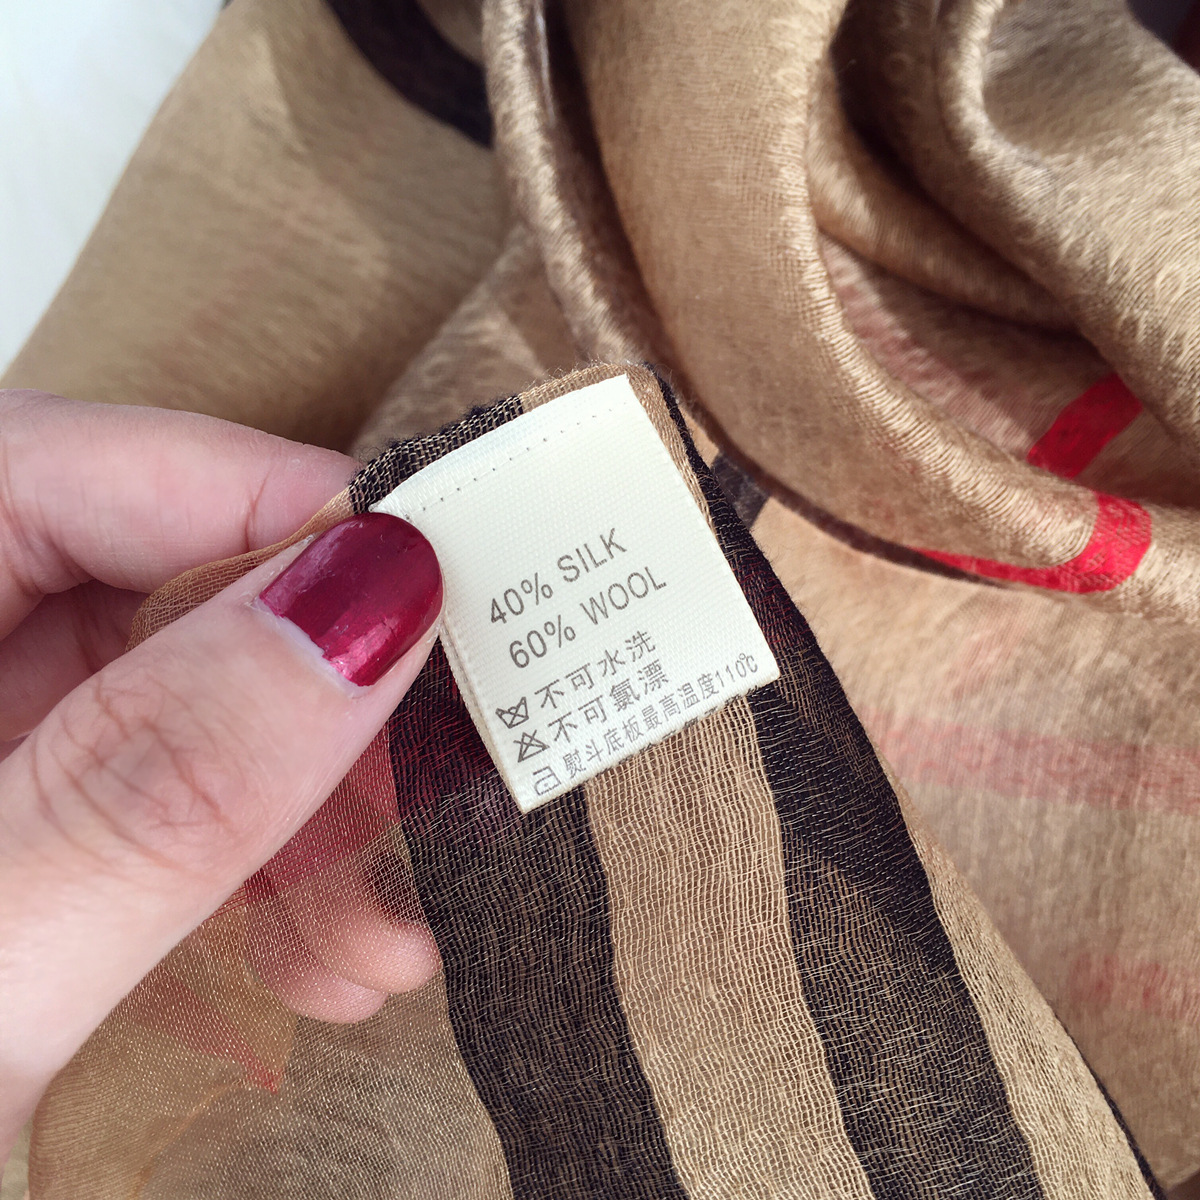 40% SILK
60% WOOL
不可水洗
不可氯漂
熨斗底板最高温度110℃